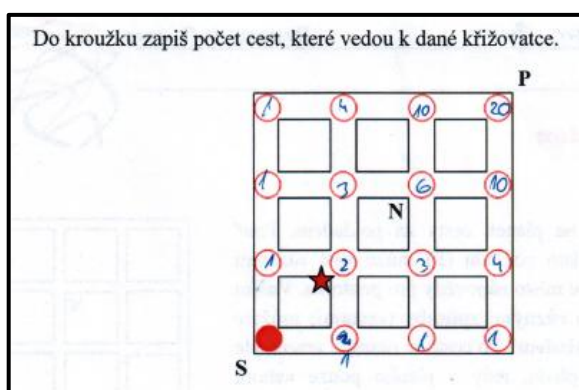 Do kroužku zapiš počet cest, které vedou k dané křižovatce.
P
1 4 10 20
1 3 6 10
N
1 2 3 4
1 1
S 1